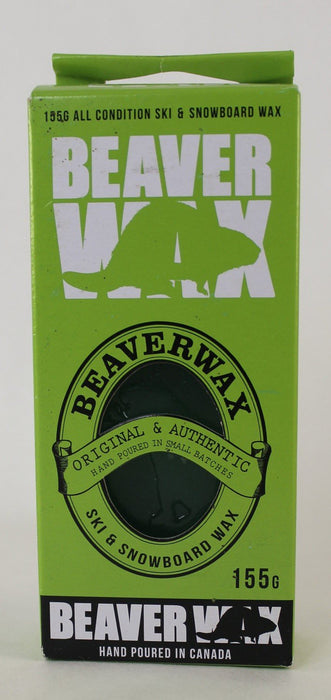 155G ALL CONDITION SKI & SNOWBOARD WAX
BEAVER
WAX
BEAVERWAX
ORIGINAL & AUTHENTIC
HAND POURED IN SMALL BATCHES
SKI & SNOWBOARD WAX
155G
BEAVER WAX
HAND POURED IN CANADA